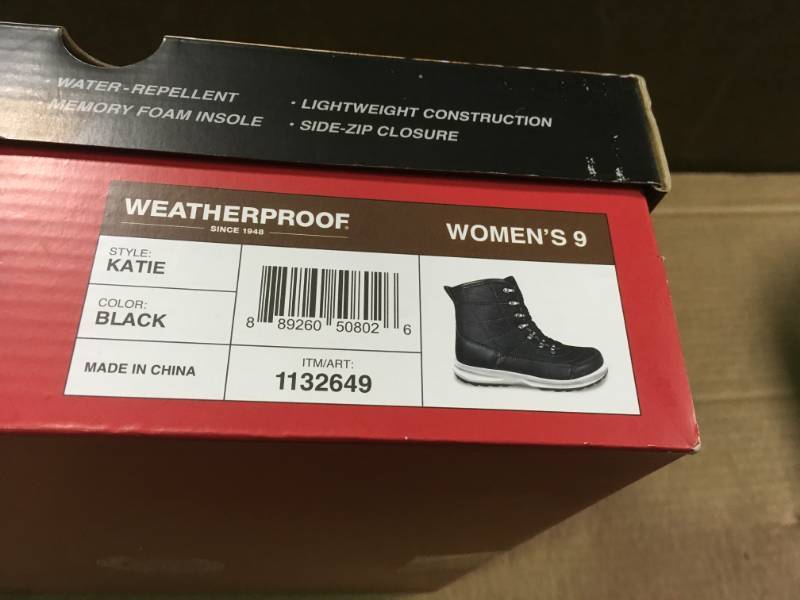 • WATER-REPELLENT
• MEMORY FOAM INSOLE
• LIGHTWEIGHT CONSTRUCTION
• SIDE-ZIP CLOSURE
WEATHERPROOF®
SINCE 1948
WOMEN'S 9
STYLE:
KATIE
COLOR:
BLACK
MADE IN CHINA
8 89260 50802 6
ITM/ART:
1132649